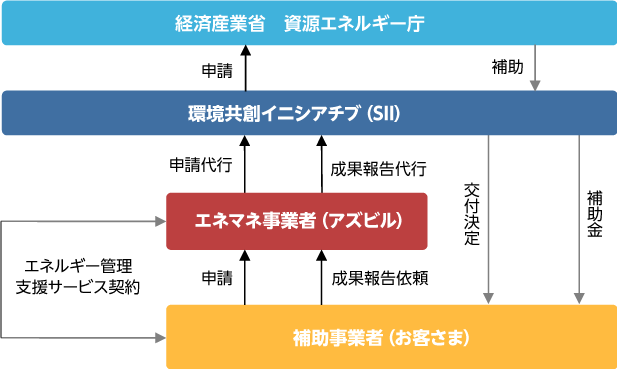 経済産業省　資源エネルギー庁
申請
補助
環境共創イニシアチブ（SII）
申請代行
成果報告代行
交付決定
補助金
エネマネ事業者（アズビル）
エネルギー管理
支援サービス契約
申請
成果報告依頼
補助事業者（お客さま）